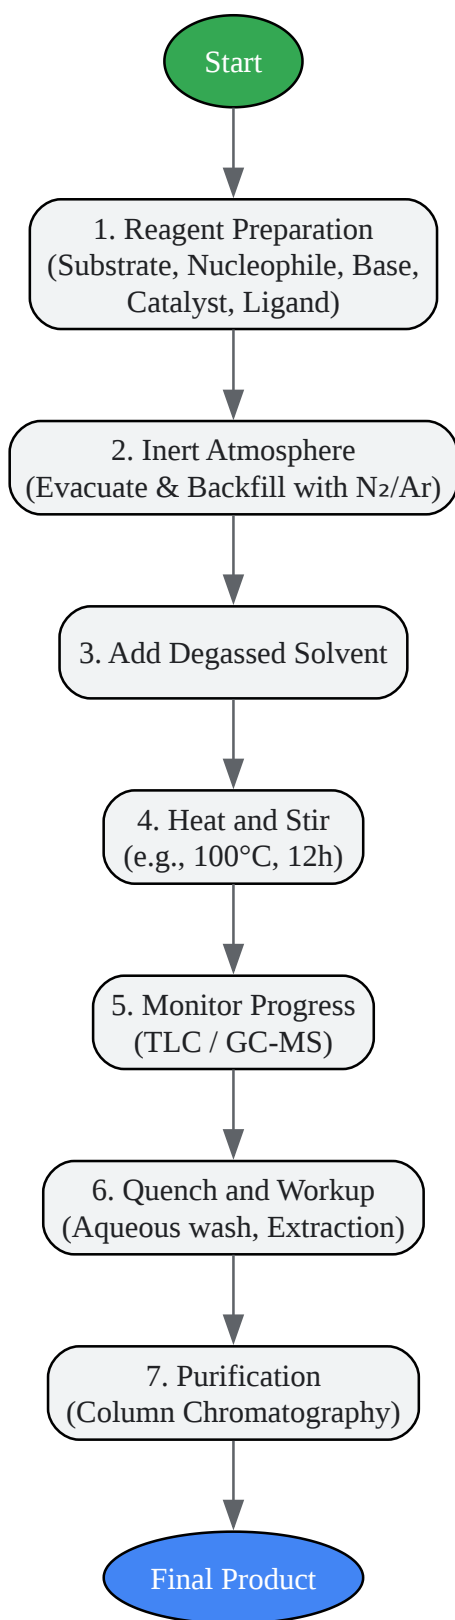 Start
1. Reagent Preparation
(Substrate, Nucleophile, Base,
Catalyst, Ligand)
2. Inert Atmosphere
(Evacuate & Backfill with N₂/Ar)
3. Add Degassed Solvent
4. Heat and Stir
(e.g., 100°C, 12h)
5. Monitor Progress
(TLC / GC-MS)
6. Quench and Workup
(Aqueous wash, Extraction)
7. Purification
(Column Chromatography)
Final Product